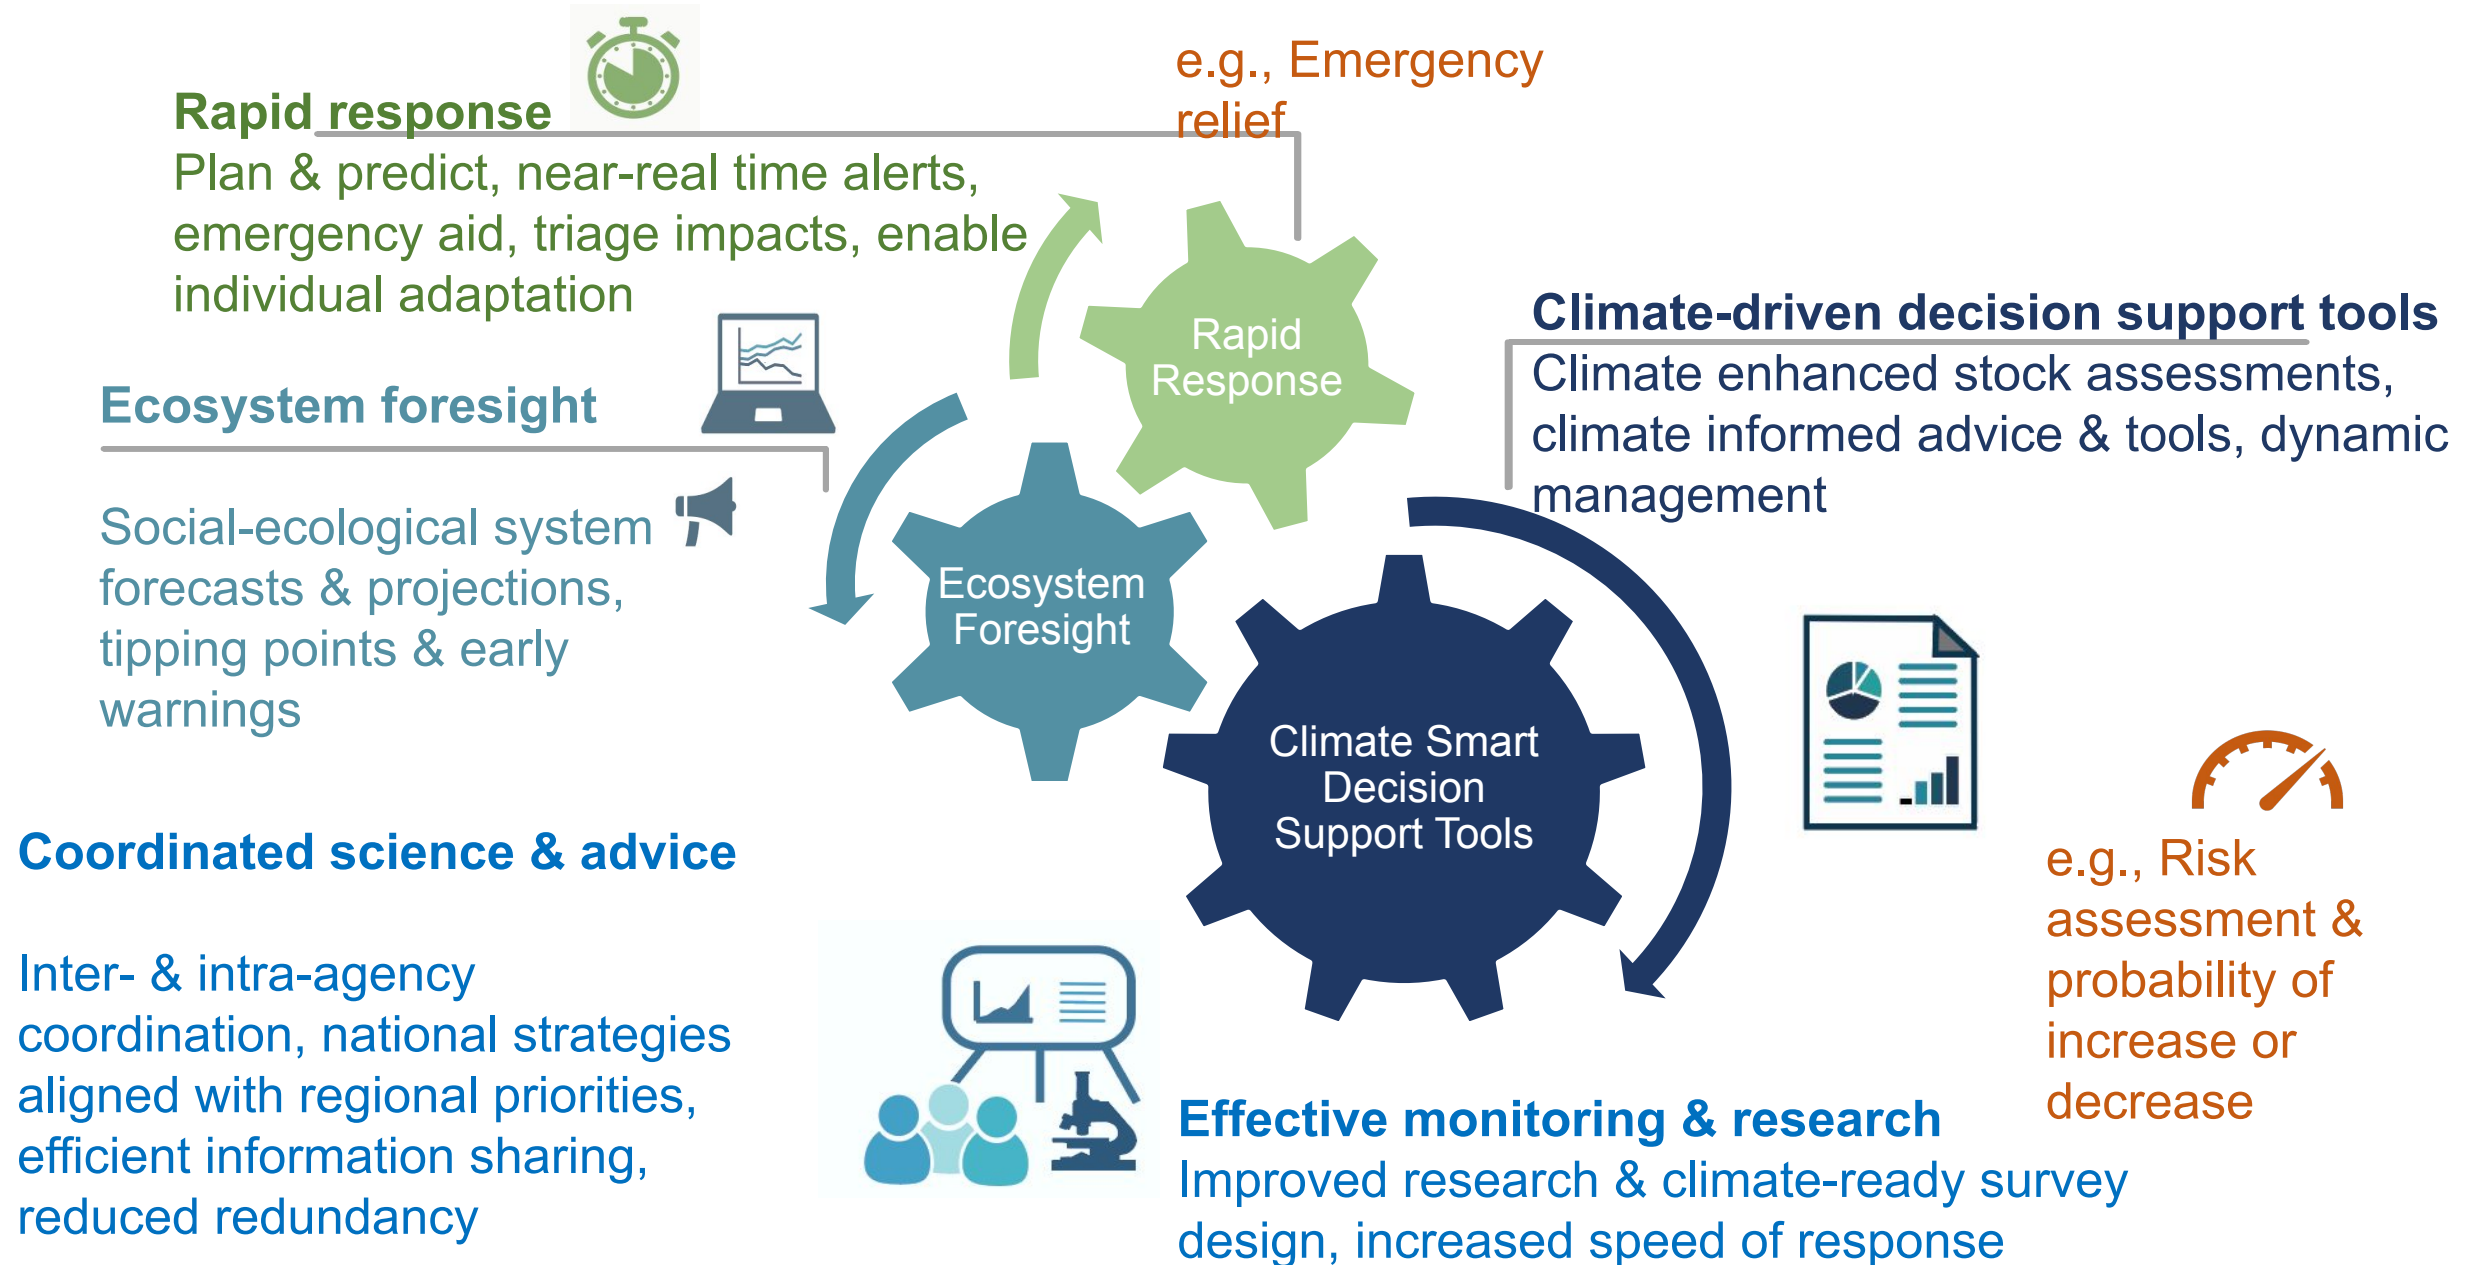 Rapid response
Plan & predict, near-real time alerts,
emergency aid, triage impacts, enable
individual adaptation
e.g., Emergency
relief
Rapid
Response
Climate-driven decision support tools
Climate enhanced stock assessments,
climate informed advice & tools, dynamic
management
Ecosystem foresight
Social-ecological system
forecasts & projections,
tipping points & early
warnings
Ecosystem
Foresight
Climate Smart
Decision
Support Tools
e.g., Risk
assessment &
probability of
increase or
decrease
Coordinated science & advice
Inter- & intra-agency
coordination, national strategies
aligned with regional priorities,
efficient information sharing,
reduced redundancy
Effective monitoring & research
Improved research & climate-ready survey
design, increased speed of response